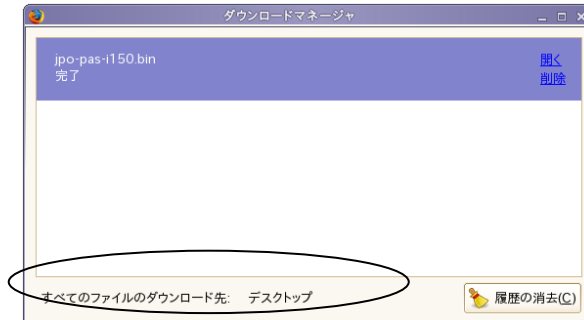 ダウンロードマネージャ
jpo-pas-i150.bin
完了
開く
削除
すべてのファイルのダウンロード先: デスクトップ
履歴の消去(C)